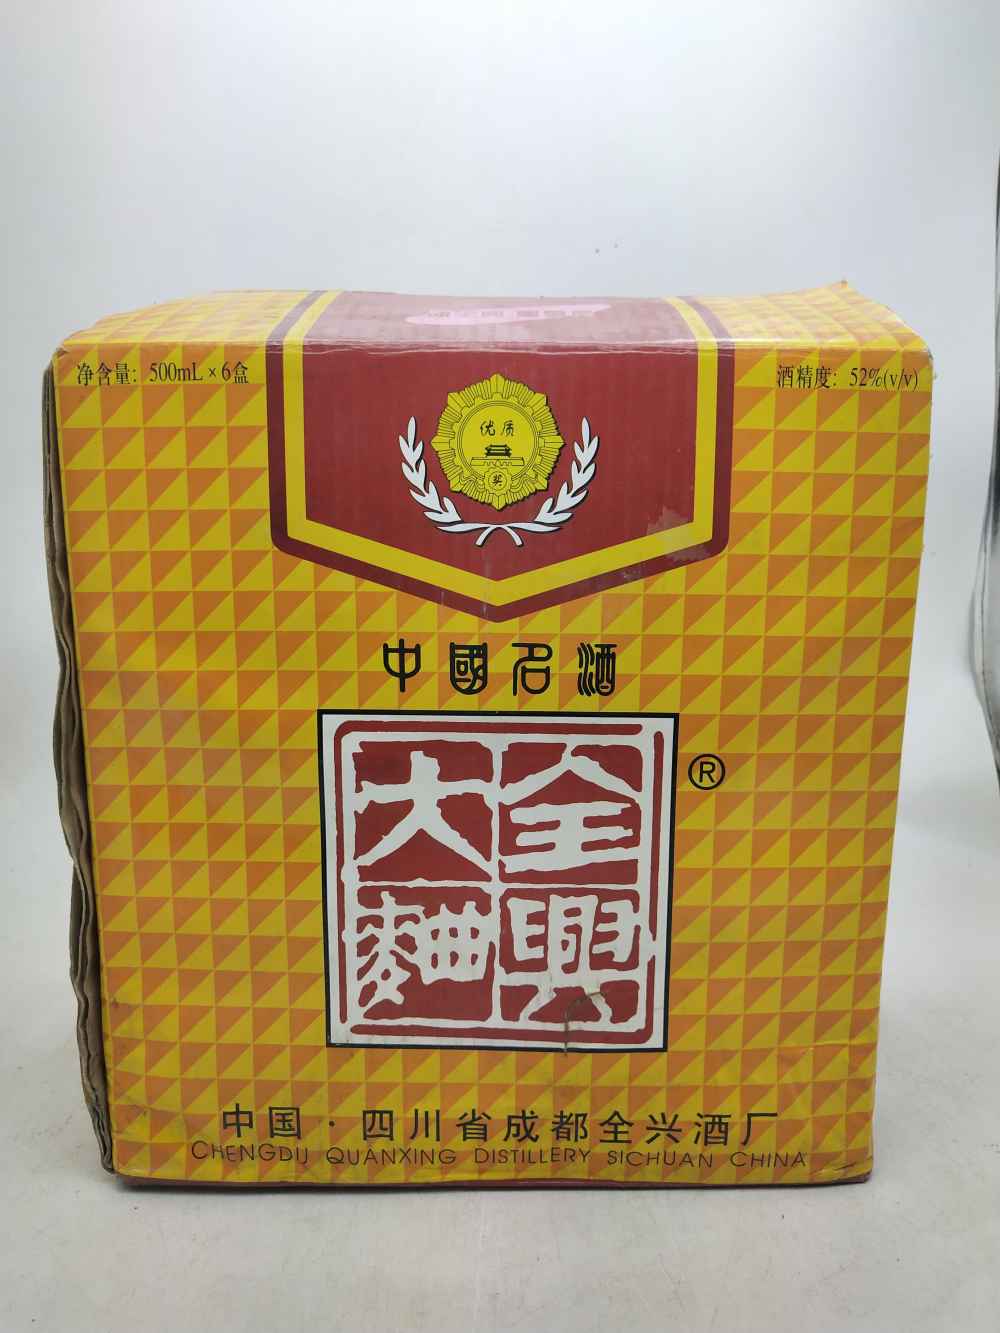 净含量：500mL×6盒
酒精度：52%(v/v)
优质
奖
中國名酒
全興
大麯
®
中国·四川省成都全兴酒厂
CHENGDU QUANXING DISTILLERY SICHUAN CHINA